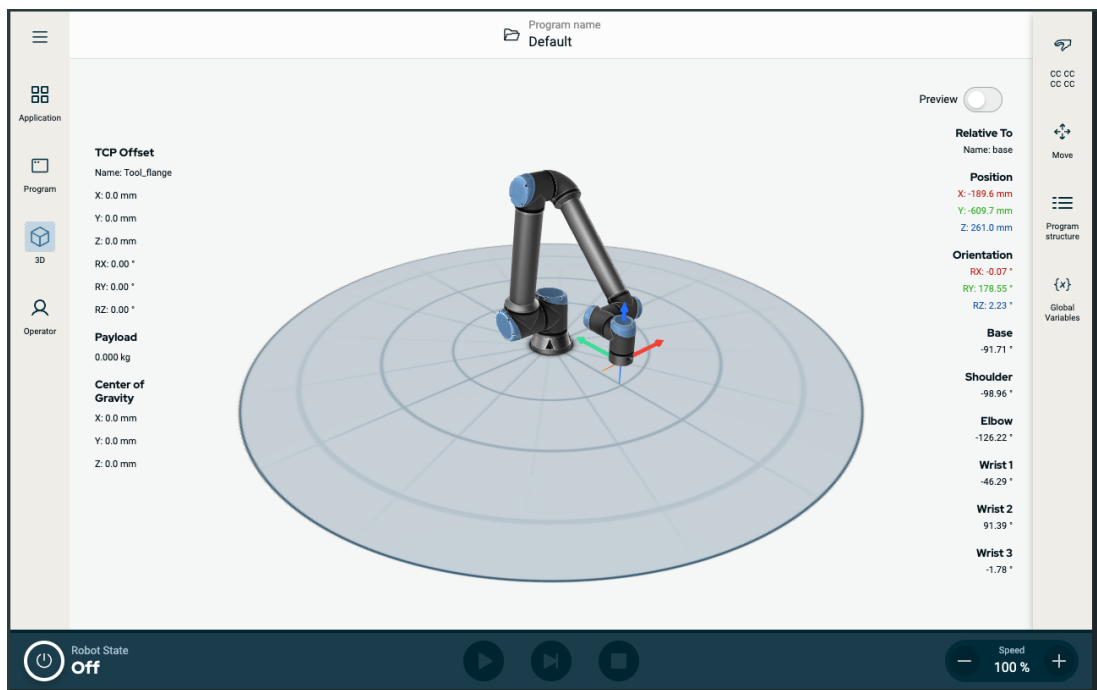 Program name
Default
Application
Program
3D
Operator
TCP Offset
Name: Tool_flange
X: 0.0 mm
Y: 0.0 mm
Z: 0.0 mm
RX: 0.00 °
RY: 0.00 °
RZ: 0.00 °
Payload
0.000 kg
Center of
Gravity
X: 0.0 mm
Y: 0.0 mm
Z: 0.0 mm
Preview
Relative To
Name: base
Position
X: -189.6 mm
Y: -609.7 mm
Z: 261.0 mm
Orientation
RX: -0.07 °
RY: 178.55 °
RZ: 2.23 °
Base
-91.71 °
Shoulder
-98.96 °
Elbow
-126.22 °
Wrist 1
-46.29 °
Wrist 2
91.39 °
Wrist 3
-1.78 °
CC CC
CC CC
Move
Program
structure
{x}
Global
Variables
Robot State
Off
Speed
100 %